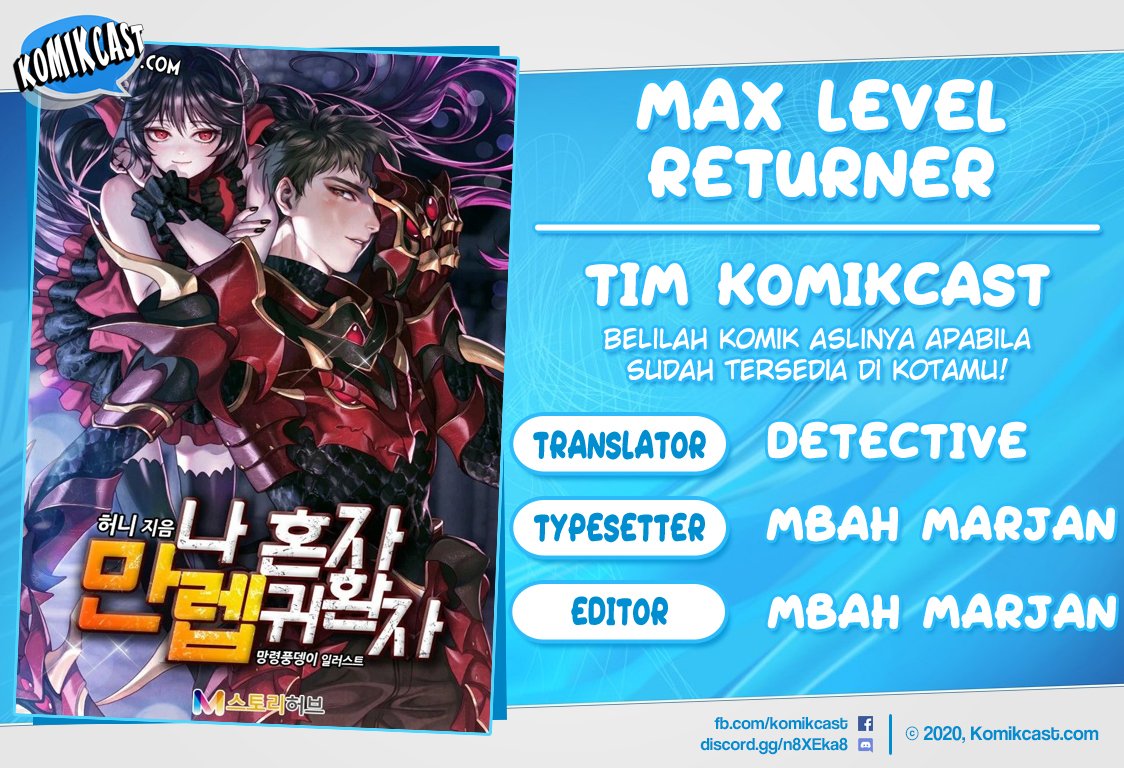 KOMIKCAST
.COM
허니 지음
나 혼자
만렙 귀환자
망령풍뎅이 일러스트
M스토리허브
MAX LEVEL
RETURNER
TIM KOMIKCAST
BELILAH KOMIK ASLINYA APABILA
SUDAH TERSEDIA DI KOTAMU!
TRANSLATOR DETECTIVE
TYPESETTER MBAH MARJAN
EDITOR MBAH MARJAN
fb.com/komikcast
discord.gg/n8XEka8
© 2020, Komikcast.com